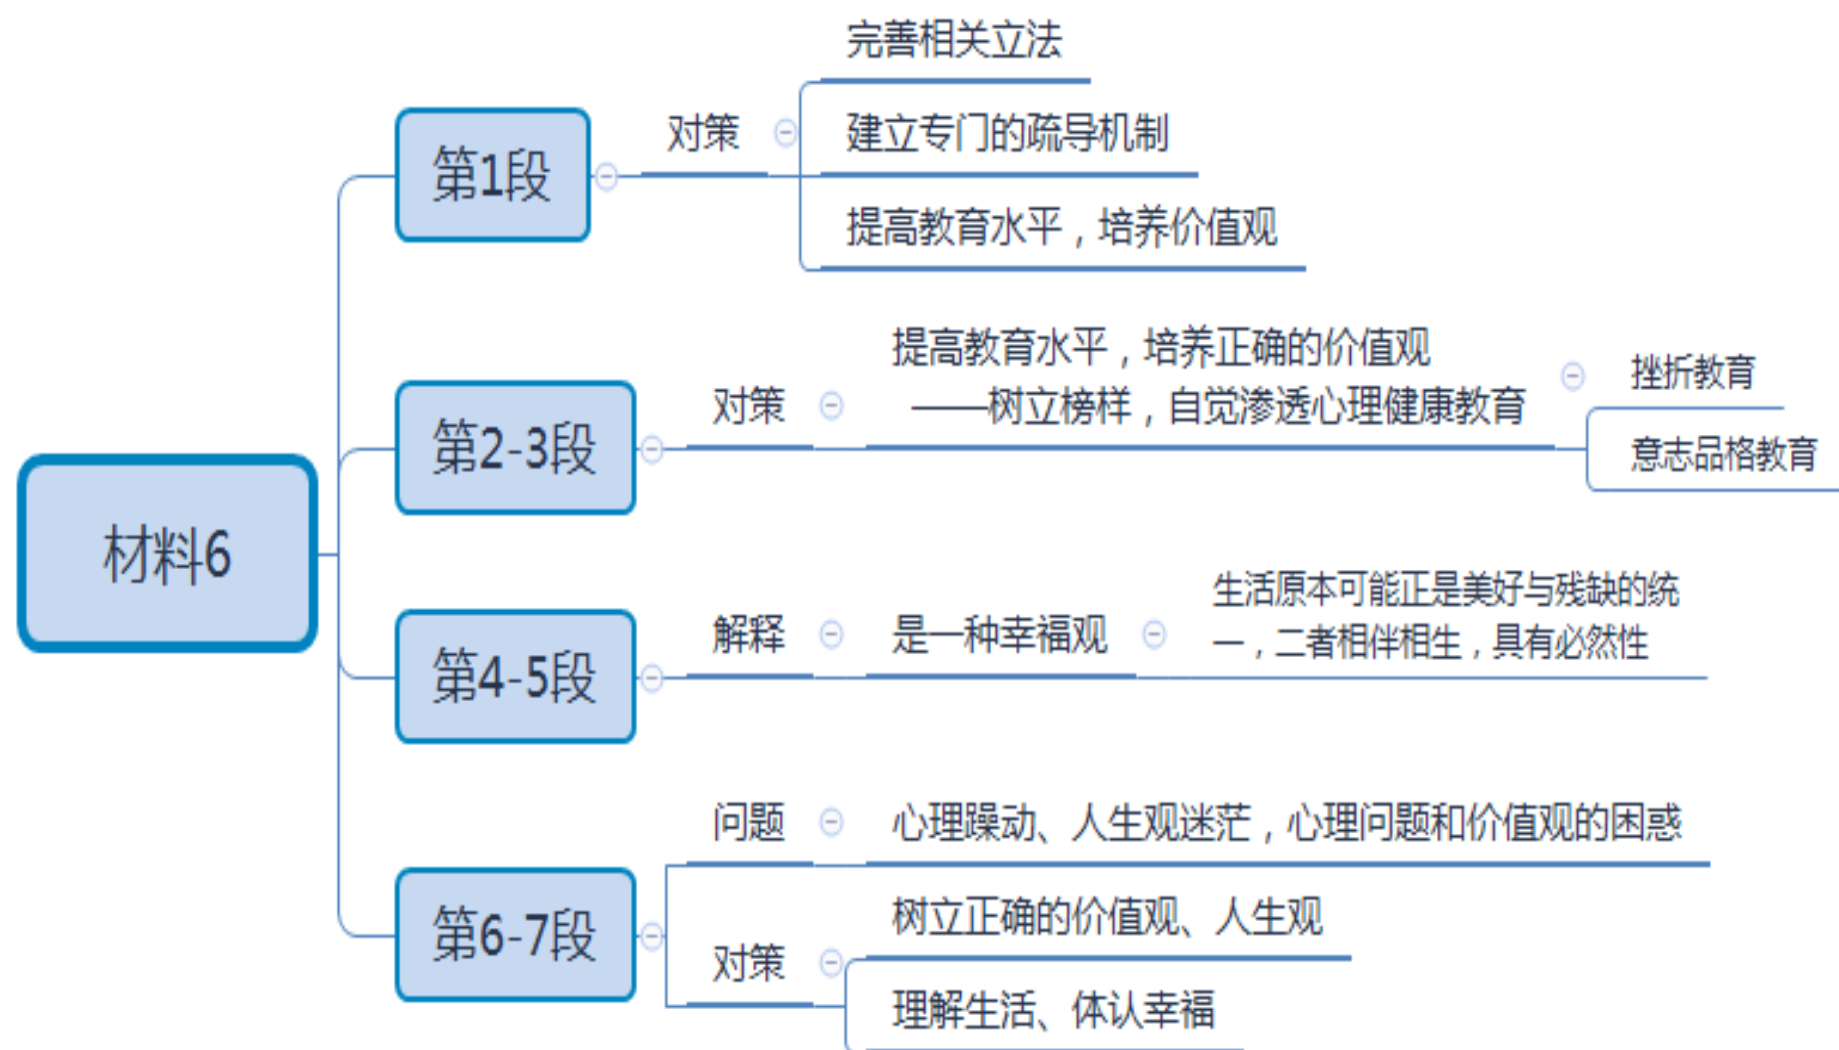 材料6
第1段
对策
完善相关立法
建立专门的疏导机制
提高教育水平，培养价值观
第2-3段
对策
提高教育水平，培养正确的价值观
——树立榜样，自觉渗透心理健康教育
挫折教育
意志品格教育
第4-5段
解释
是一种幸福观
生活原本可能正是美好与残缺的统
一，二者相伴相生，具有必然性
第6-7段
问题
心理躁动、人生观迷茫，心理问题和价值观的困惑
对策
树立正确的价值观、人生观
理解生活、体认幸福